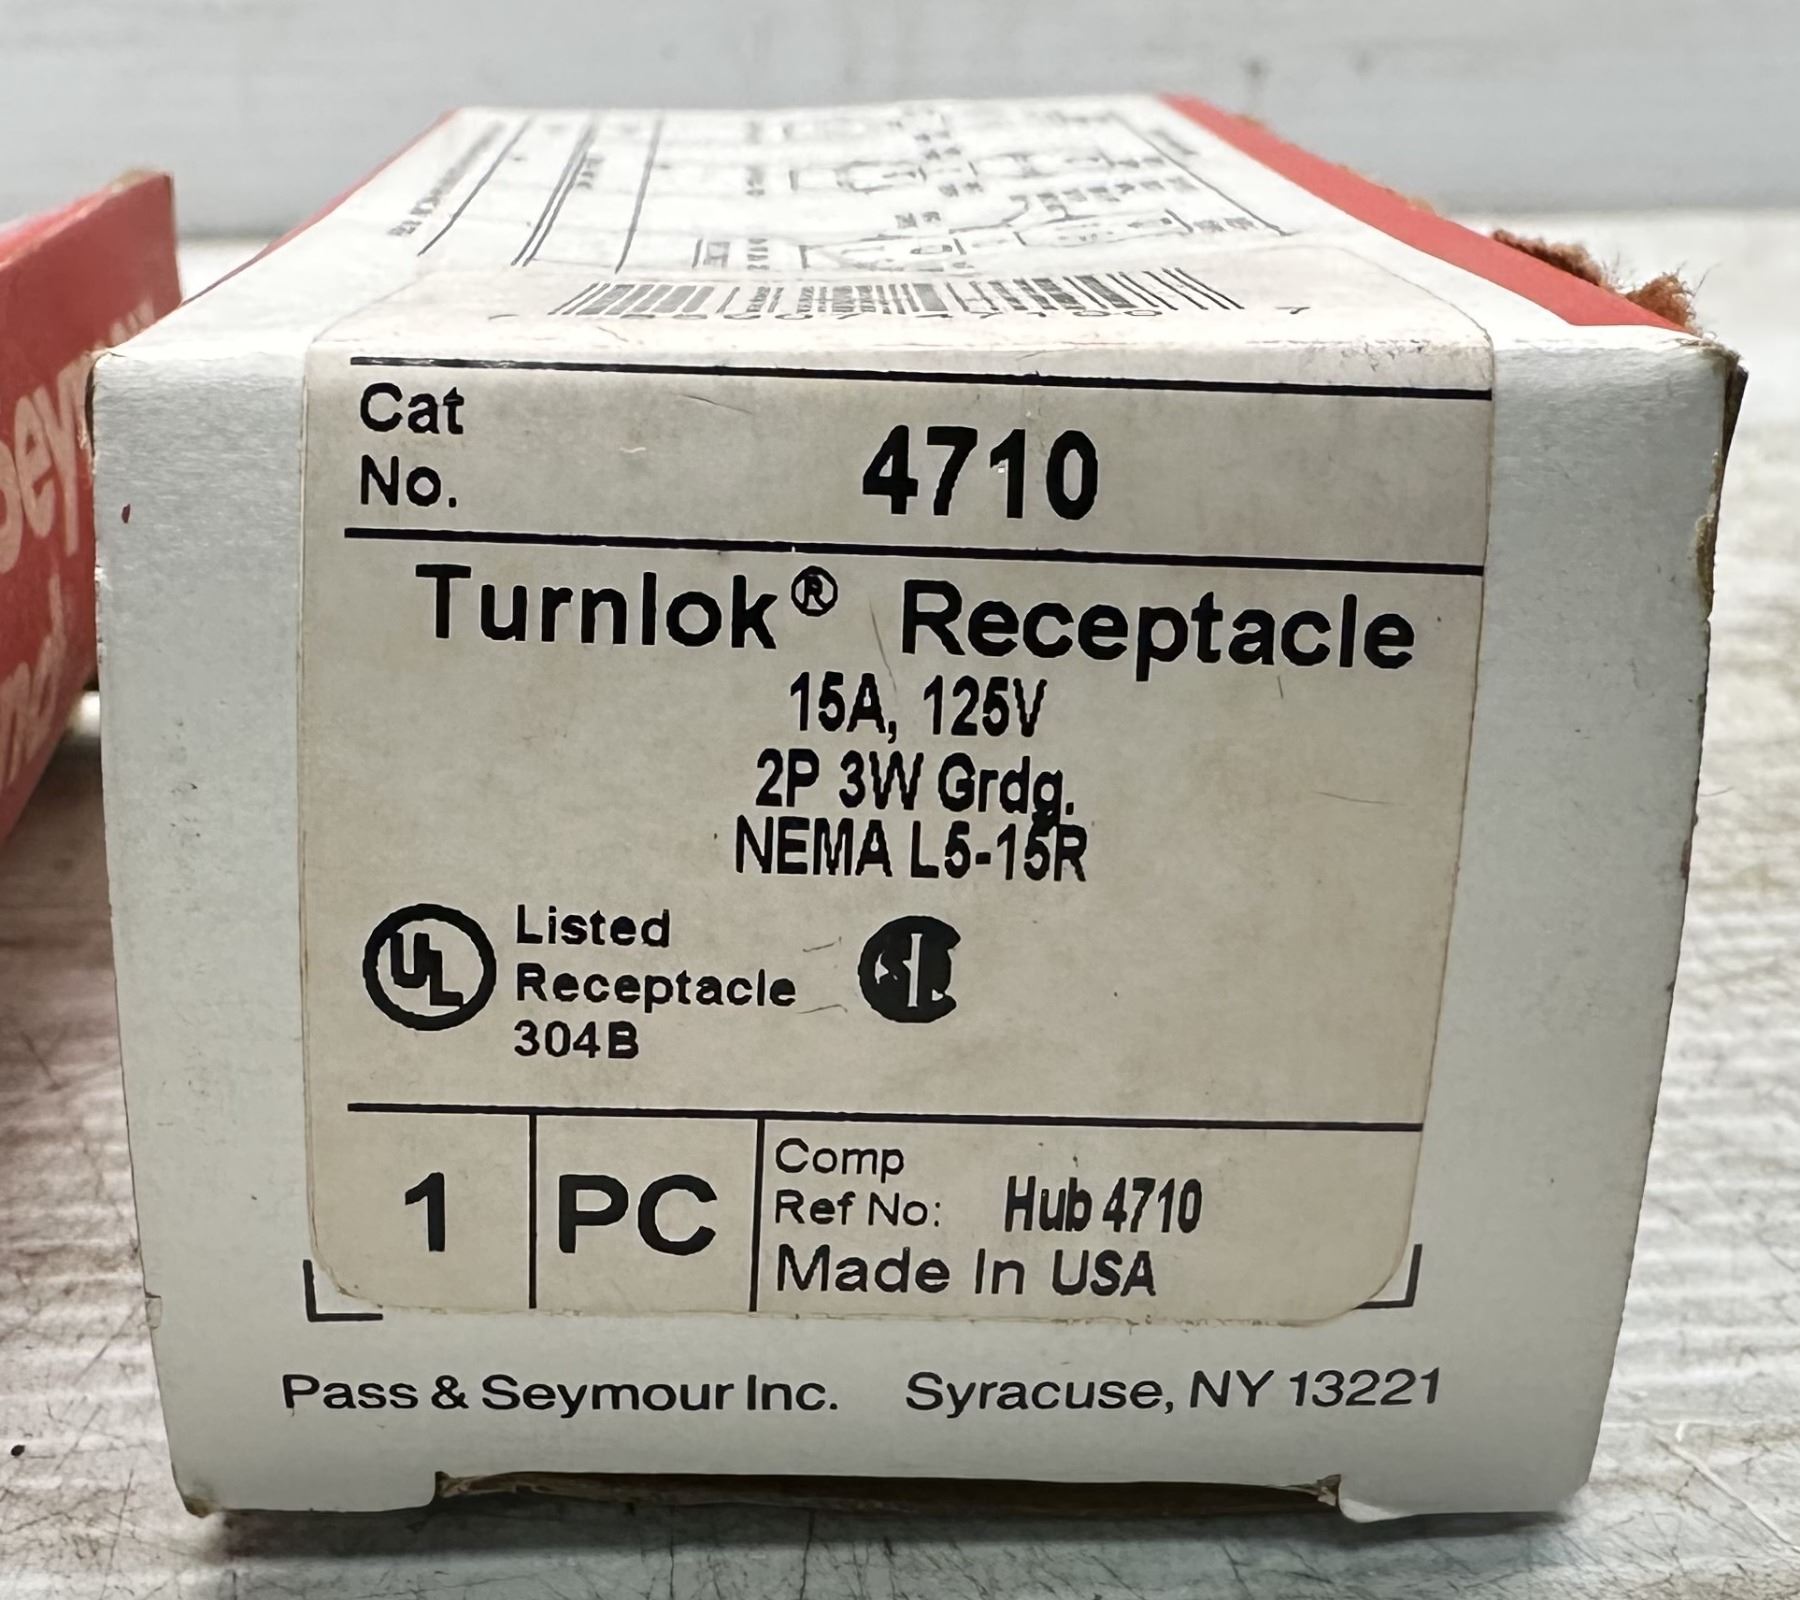 Cat
No.
4710
Turnlok® Receptacle
15A, 125V
2P 3W Grdg.
NEMA L5-15R
UL
Listed
Receptacle
304B
1
PC
Comp
Ref No: Hub 4710
Made In USA
Pass & Seymour Inc. Syracuse, NY 13221